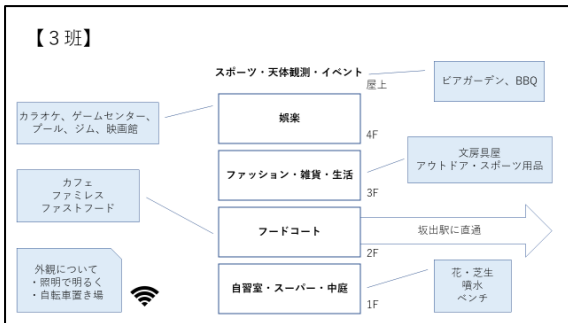 【３班】
スポーツ・天体観測・イベント
屋上
ビアガーデン、BBQ
カラオケ、ゲームセンター、
プール、ジム、映画館
娯楽
4F
ファッション・雑貨・生活
3F
文房具屋
アウトドア・スポーツ用品
カフェ
ファミレス
ファストフード
フードコート
2F
坂出駅に直通
外観について
・照明で明るく
・自転車置き場
自習室・スーパー・中庭
1F
花・芝生
噴水
ベンチ